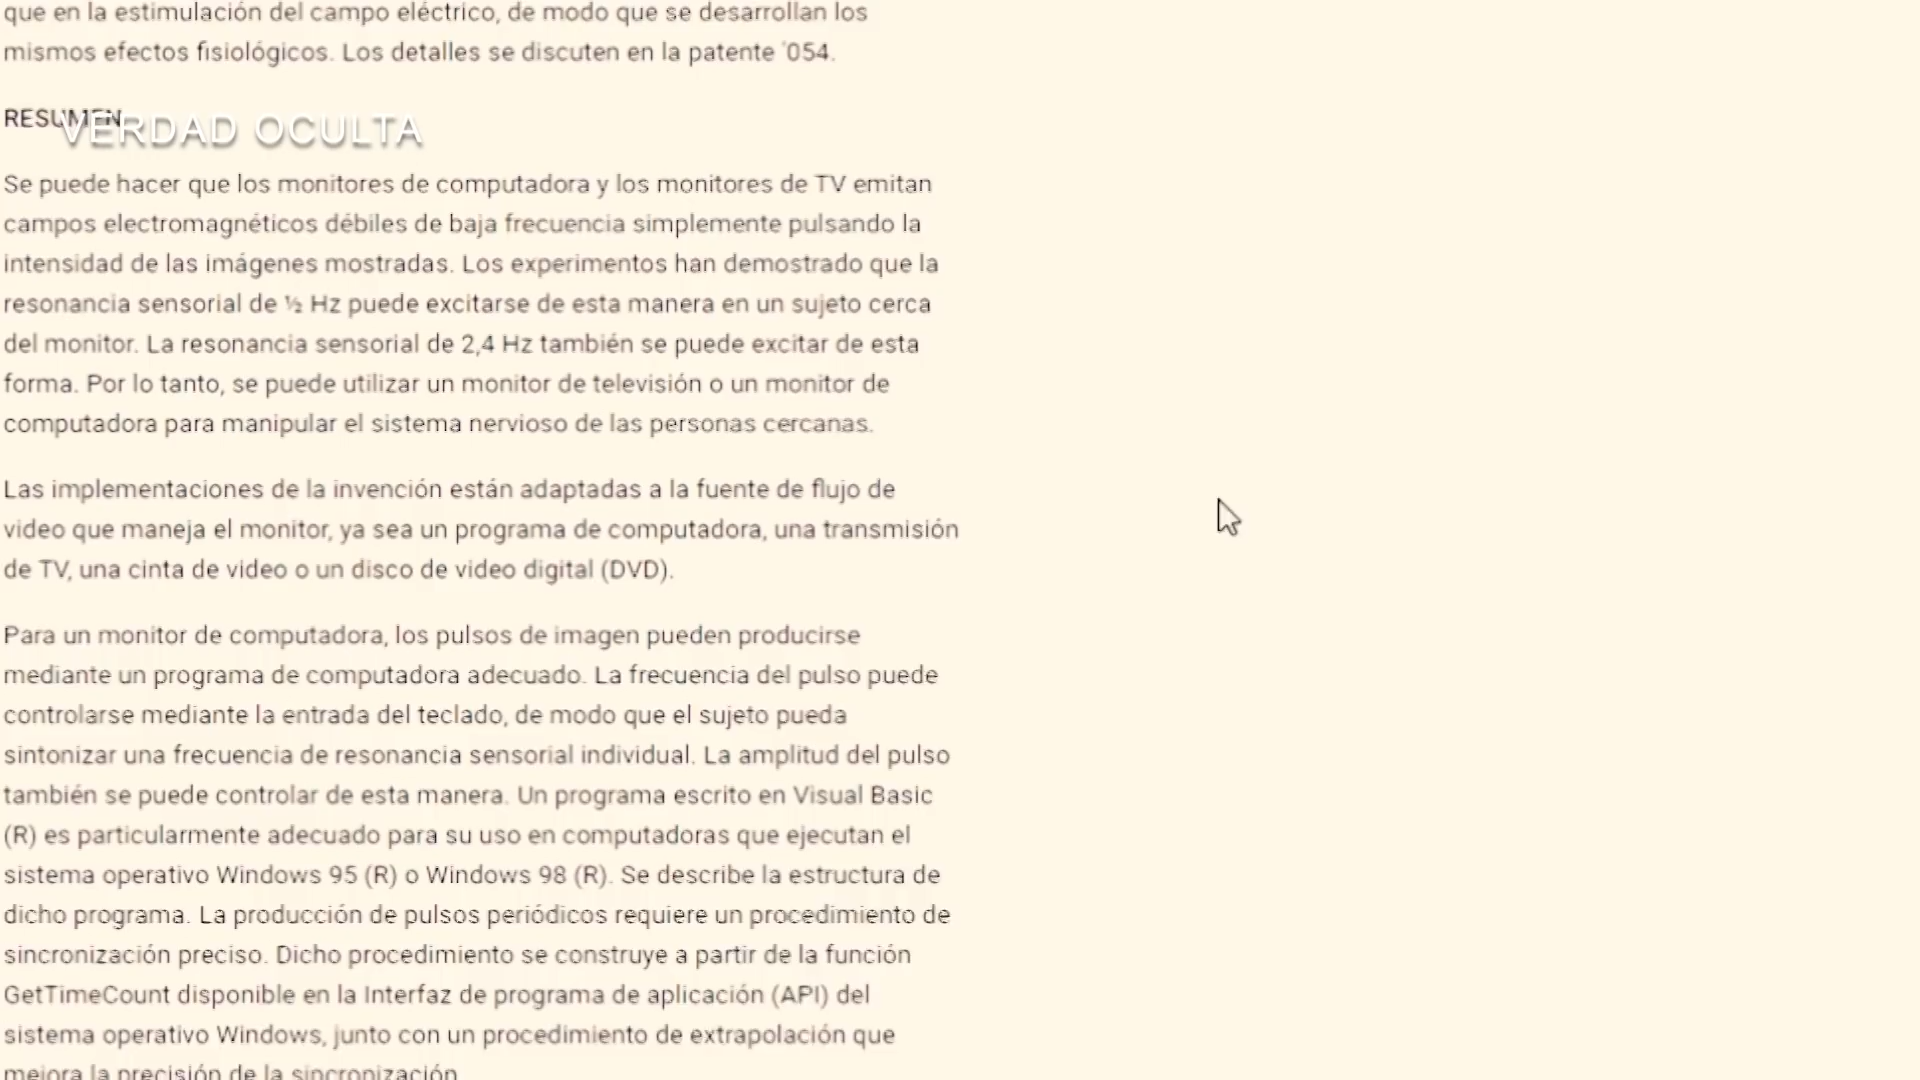 que en la estimulación del campo eléctrico, de modo que se desarrollan los
mismos efectos fisiológicos. Los detalles se discuten en la patente '054.
RESUMEN
VERDAD OCULTA
Se puede hacer que los monitores de computadora y los monitores de TV emitan
campos electromagnéticos débiles de baja frecuencia simplemente pulsando la
intensidad de las imágenes mostradas. Los experimentos han demostrado que la
resonancia sensorial de ½ Hz puede excitarse de esta manera en un sujeto cerca
del monitor. La resonancia sensorial de 2,4 Hz también se puede excitar de esta
forma. Por lo tanto, se puede utilizar un monitor de televisión o un monitor de
computadora para manipular el sistema nervioso de las personas cercanas.
Las implementaciones de la invención están adaptadas a la fuente de flujo de
video que maneja el monitor, ya sea un programa de computadora, una transmisión
de TV, una cinta de video o un disco de video digital (DVD).
Para un monitor de computadora, los pulsos de imagen pueden producirse
mediante un programa de computadora adecuado. La frecuencia del pulso puede
controlarse mediante la entrada del teclado, de modo que el sujeto pueda
sintonizar una frecuencia de resonancia sensorial individual. La amplitud del pulso
también se puede controlar de esta manera. Un programa escrito en Visual Basic
(R) es particularmente adecuado para su uso en computadoras que ejecutan el
sistema operativo Windows 95 (R) o Windows 98 (R). Se describe la estructura de
dicho programa. La producción de pulsos periódicos requiere un procedimiento de
sincronización preciso. Dicho procedimiento se construye a partir de la función
GetTimeCount disponible en la Interfaz de programa de aplicación (API) del
sistema operativo Windows, junto con un procedimiento de extrapolación que
mejora la precisión de la sincronización